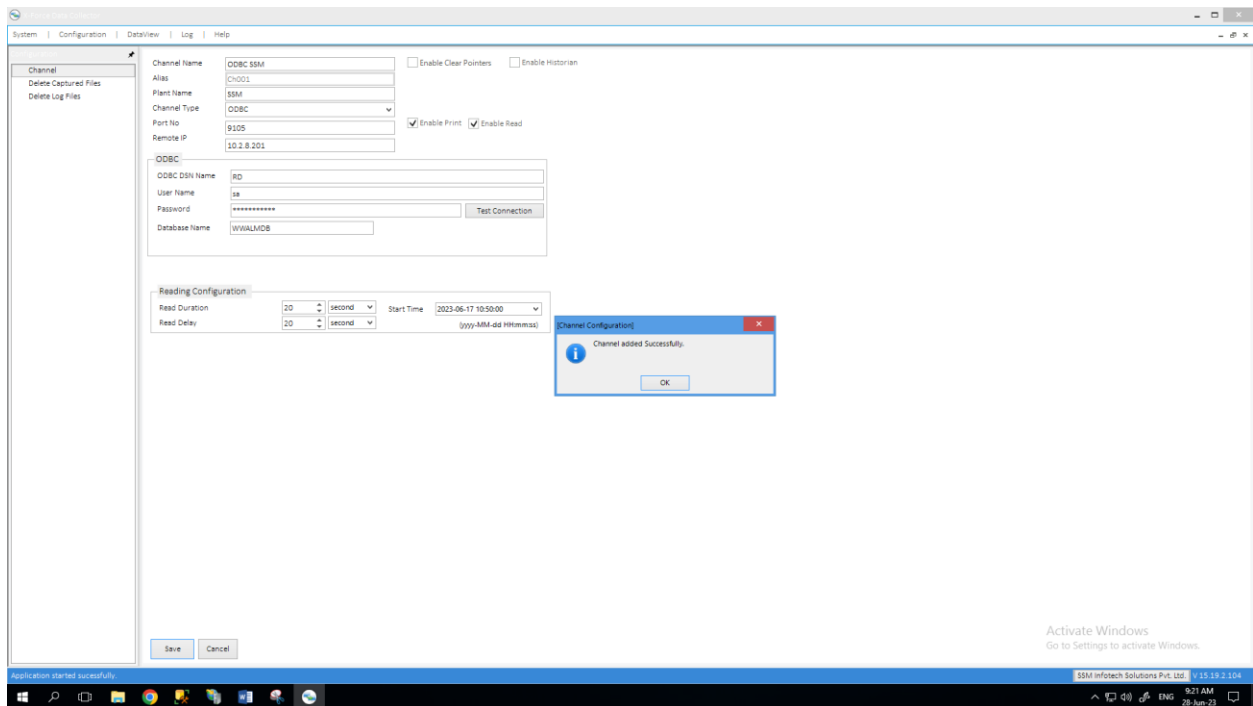 System | Configuration | DataView | Log | Help
Channel
Delete Captured Files
Delete Log Files
Channel Name ODBC SSM Enable Clear Pointers Enable Historian
Alias Ch001
Plant Name SSM
Channel Type ODBC
Port No 9105 Enable Print Enable Read
Remote IP 10.2.8.201
ODBC
ODBC DSN Name RD
User Name sa
Password *********** Test Connection
Database Name WWALMDB
Reading Configuration
Read Duration 20 second Start Time 2023-06-17 10:50:00
Read Delay 20 second (yyyy-MM-dd HH:mm:ss)
[Channel Configuration]
Channel added Successfully.
OK
Activate Windows
Go to Settings to activate Windows.
Save Cancel
Application started sucessfully. SSM Infotech Solutions Pvt. Ltd. V 15.19.2.104
ENG 9:21 AM
28-Jun-23